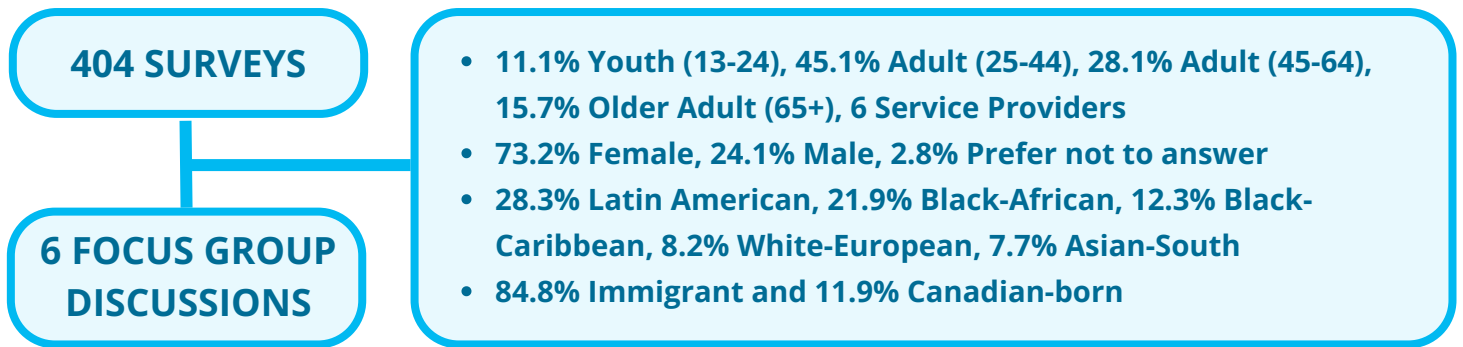 404 SURVEYS
6 FOCUS GROUP
DISCUSSIONS
• 11.1% Youth (13-24), 45.1% Adult (25-44), 28.1% Adult (45-64),
15.7% Older Adult (65+), 6 Service Providers
• 73.2% Female, 24.1% Male, 2.8% Prefer not to answer
• 28.3% Latin American, 21.9% Black-African, 12.3% Black-
Caribbean, 8.2% White-European, 7.7% Asian-South
• 84.8% Immigrant and 11.9% Canadian-born